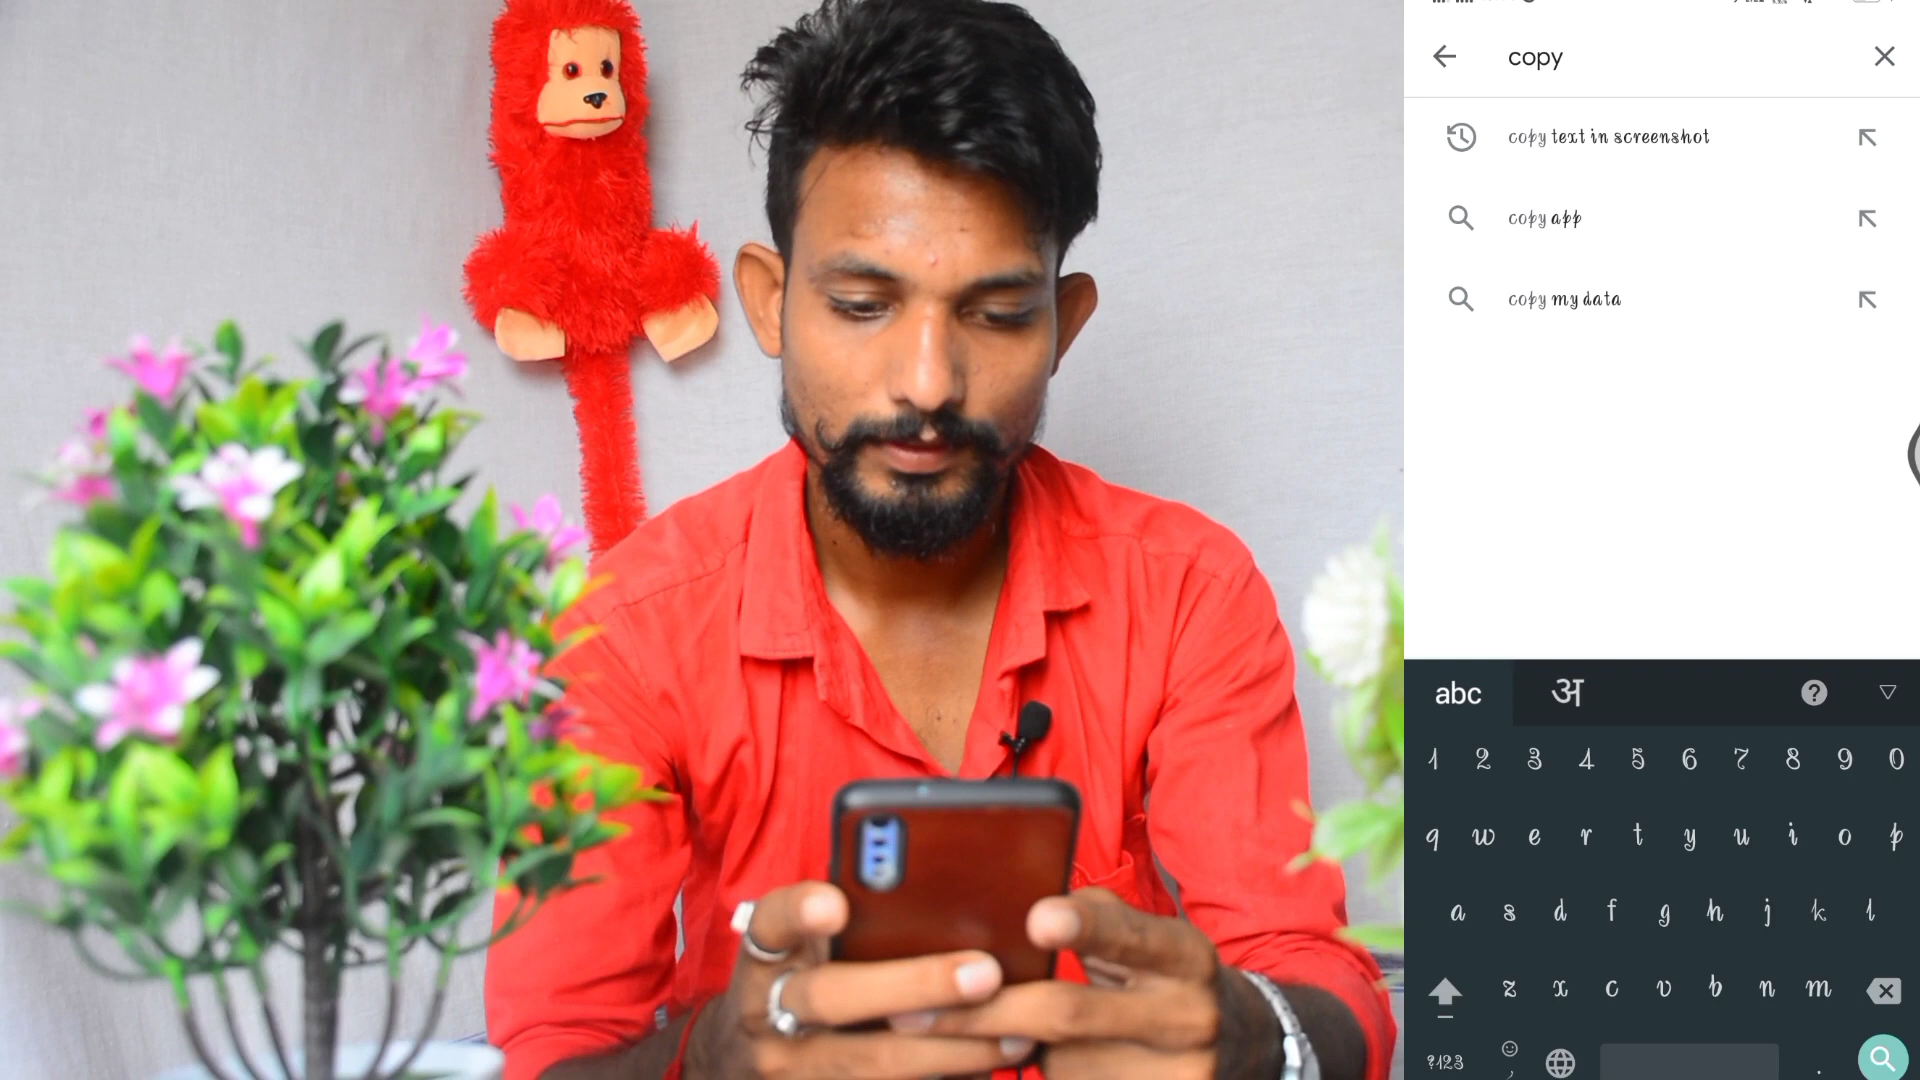 copy
copy text in screenshot
copy app
copy my data
abc अ ?
1 2 3 4 5 6 7 8 9 0
q w e r t y u i o p
a s d f g h j k l
z x c v b n m
?123 , .